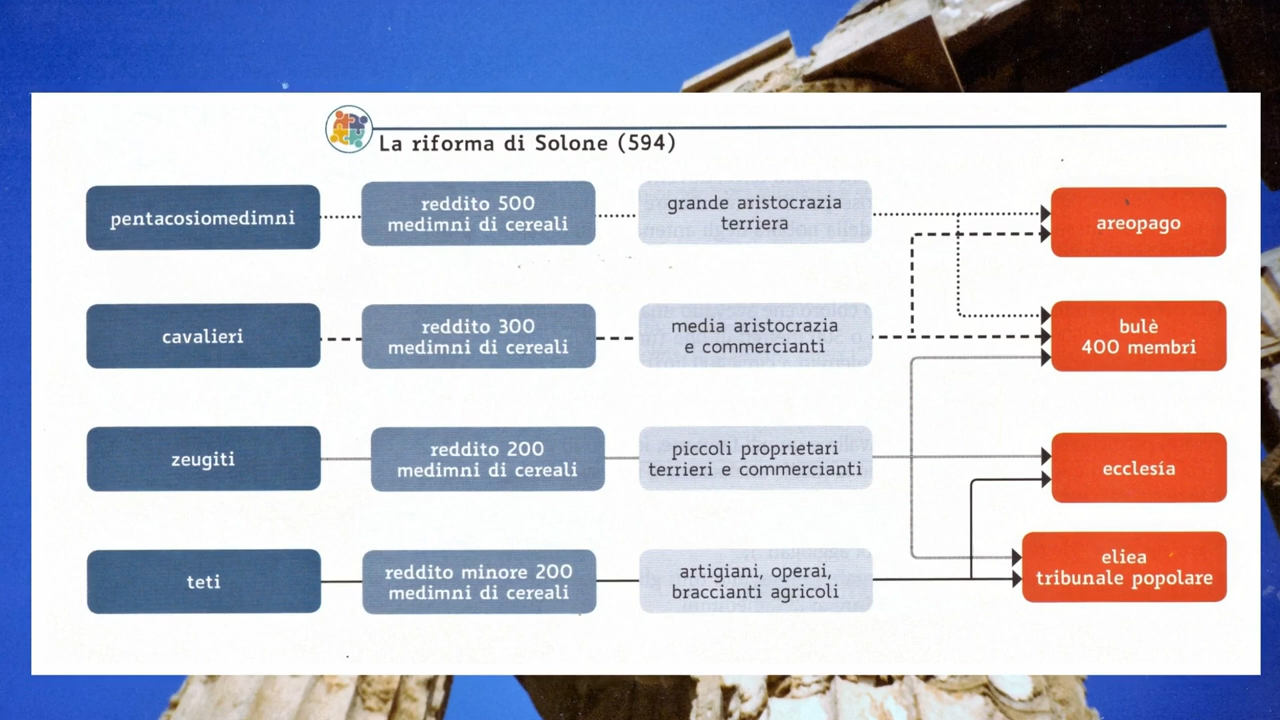 La riforma di Solone (594)
pentacosiomedimni
reddito 500
medimni di cereali
grande aristocrazia
terriera
areopago
cavalieri
reddito 300
medimni di cereali
media aristocrazia
e commercianti
bulè
400 membri
zeugiti
reddito 200
medimni di cereali
piccoli proprietari
terrieri e commercianti
ecclesía
teti
reddito minore 200
medimni di cereali
artigiani, operai,
braccianti agricoli
eliea
tribunale popolare